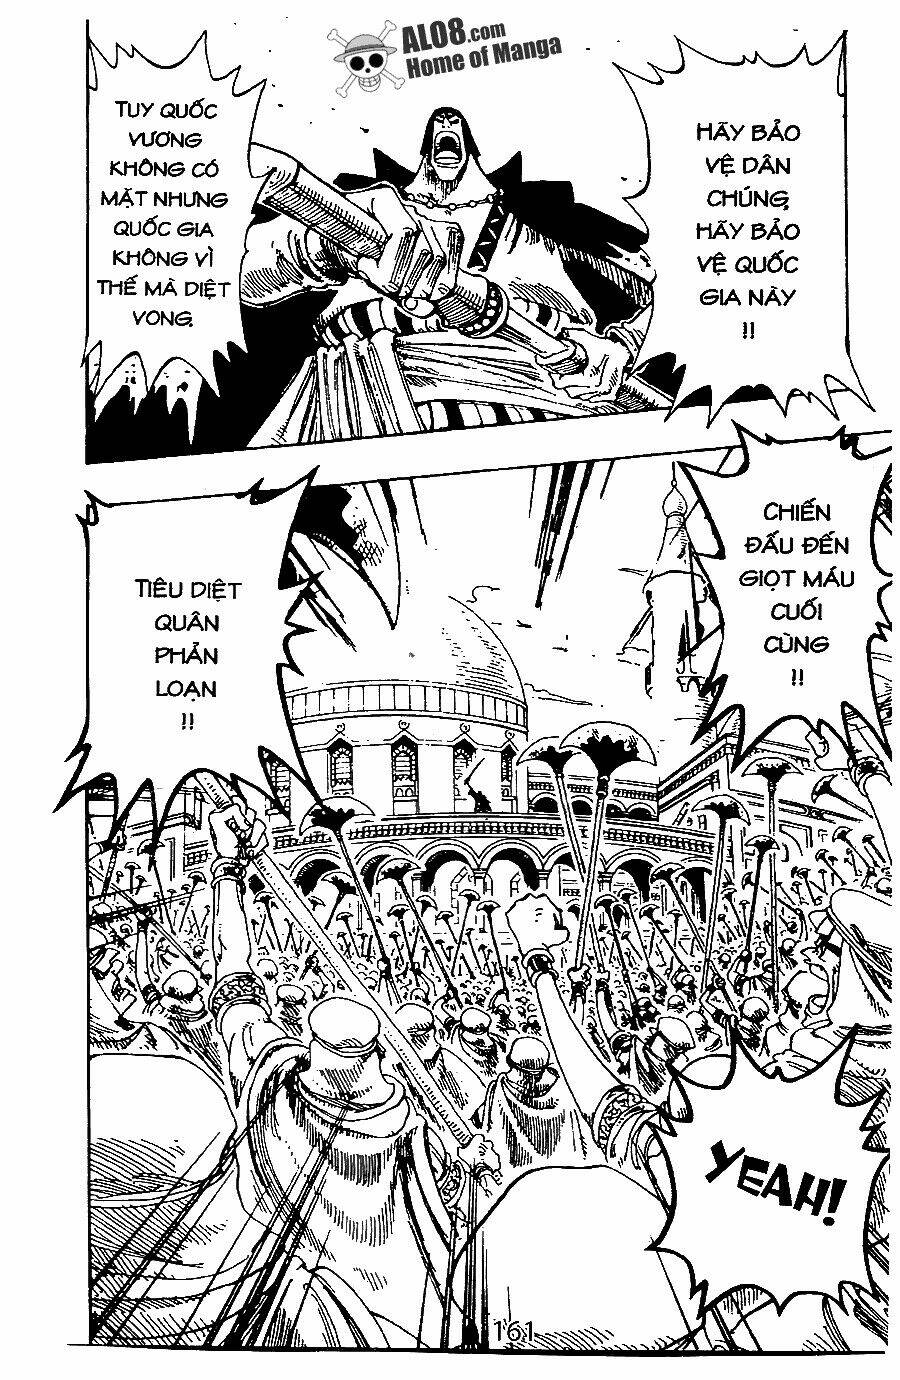 AL08.com
Home of Manga
HÃY BẢO
VỆ DÂN
CHÚNG,
HÃY BẢO
VỆ QUỐC
GIA NÀY
!!
TUY QUỐC
VƯƠNG
KHÔNG CÓ
MẶT NHƯNG
QUỐC GIA
KHÔNG VÌ
THẾ MÀ DIỆT
VONG.
CHIẾN
ĐẤU ĐẾN
GIỌT MÁU
CUỐI
CÙNG
!!
TIÊU DIỆT
QUÂN
PHẢN
LOẠN
!!
YEAH!
161